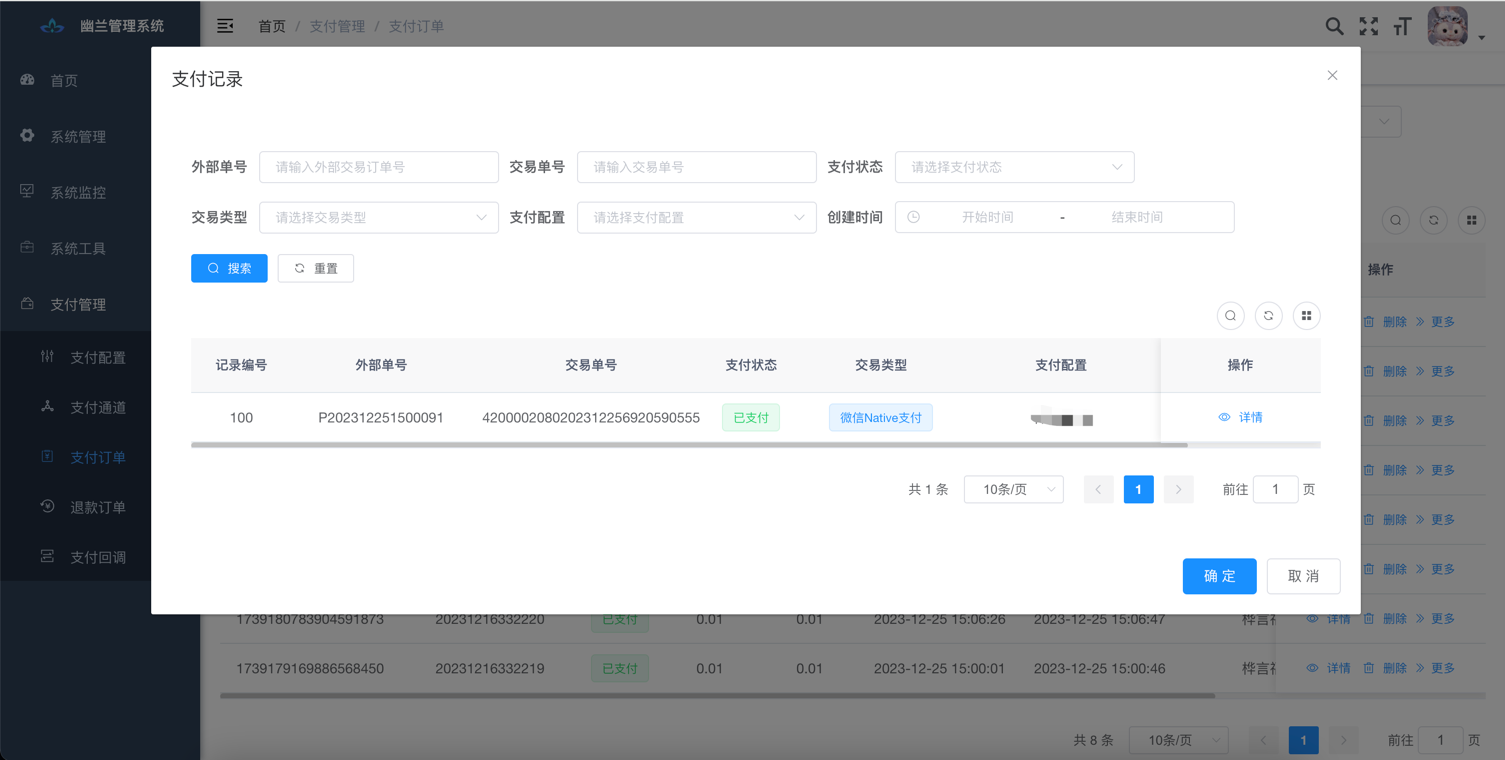 幽兰管理系统
首页 / 支付管理 / 支付订单
首页
系统管理
系统监控
系统工具
支付管理
支付配置
支付通道
支付订单
退款订单
支付回调
支付记录
外部单号 请输入外部交易订单号 交易单号 请输入交易单号 支付状态 请选择支付状态
交易类型 请选择交易类型 支付配置 请选择支付配置 创建时间 开始时间 - 结束时间
搜索 重置
记录编号 外部单号 交易单号 支付状态 交易类型 支付配置 操作
100 P202312251500091 4200002080202312256920590555 已支付 微信Native支付 详情
共 1 条 10条/页 1 前往 1 页
确 定 取 消
操作
删除 更多
删除 更多
删除 更多
删除 更多
删除 更多
删除 更多
1739180783904591873 20231216332220 已支付 0.01 0.01 2023-12-25 15:06:26 2023-12-25 15:06:47 桦言 详情 删除 更多
1739179169886568450 20231216332219 已支付 0.01 0.01 2023-12-25 15:00:01 2023-12-25 15:00:46 桦言 详情 删除 更多
共 8 条 10条/页 1 前往 1 页